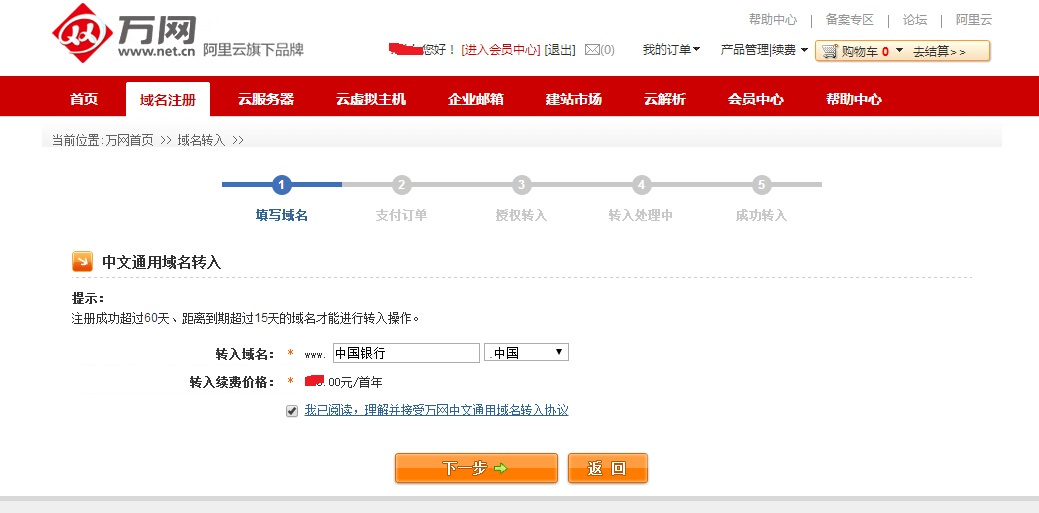 帮助中心 | 备案专区 | 论坛 | 阿里云
万网
www.net.cn 阿里云旗下品牌
您好！ [进入会员中心] [退出] (0) 我的订单 产品管理|续费 购物车 0 去结算>>
首页 域名注册 云服务器 云虚拟主机 企业邮箱 建站市场 云解析 会员中心 帮助中心
当前位置:万网首页 >> 域名转入 >>
1 2 3 4 5
填写域名 支付订单 授权转入 转入处理中 成功转入
中文通用域名转入
提示：
注册成功超过60天、距离到期超过15天的域名才能进行转入操作。
转入域名： * www. 中国银行 .中国
转入续费价格： * .00元/首年
我已阅读，理解并接受万网中文通用域名转入协议
下一步 返 回